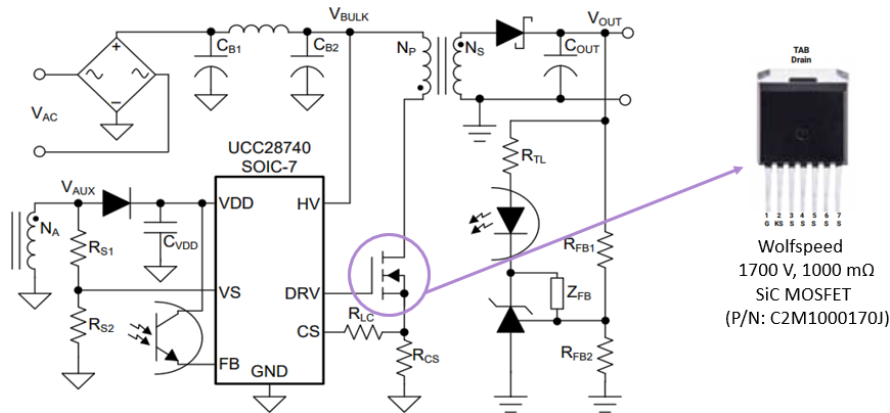 V_BULK
V_OUT
C_B1
C_B2
N_P
N_S
C_OUT
TAB
Drain
V_AC
UCC28740
SOIC-7
R_TL
V_AUX
VDD
HV
N_A
R_S1
C_VDD
R_FB1
1 2 3 4 5 6 7
G KS S S S S S
Wolfspeed
1700 V, 1000 mΩ
SiC MOSFET
(P/N: C2M1000170J)
VS
DRV
Z_FB
R_LC
R_S2
CS
FB
R_CS
R_FB2
GND